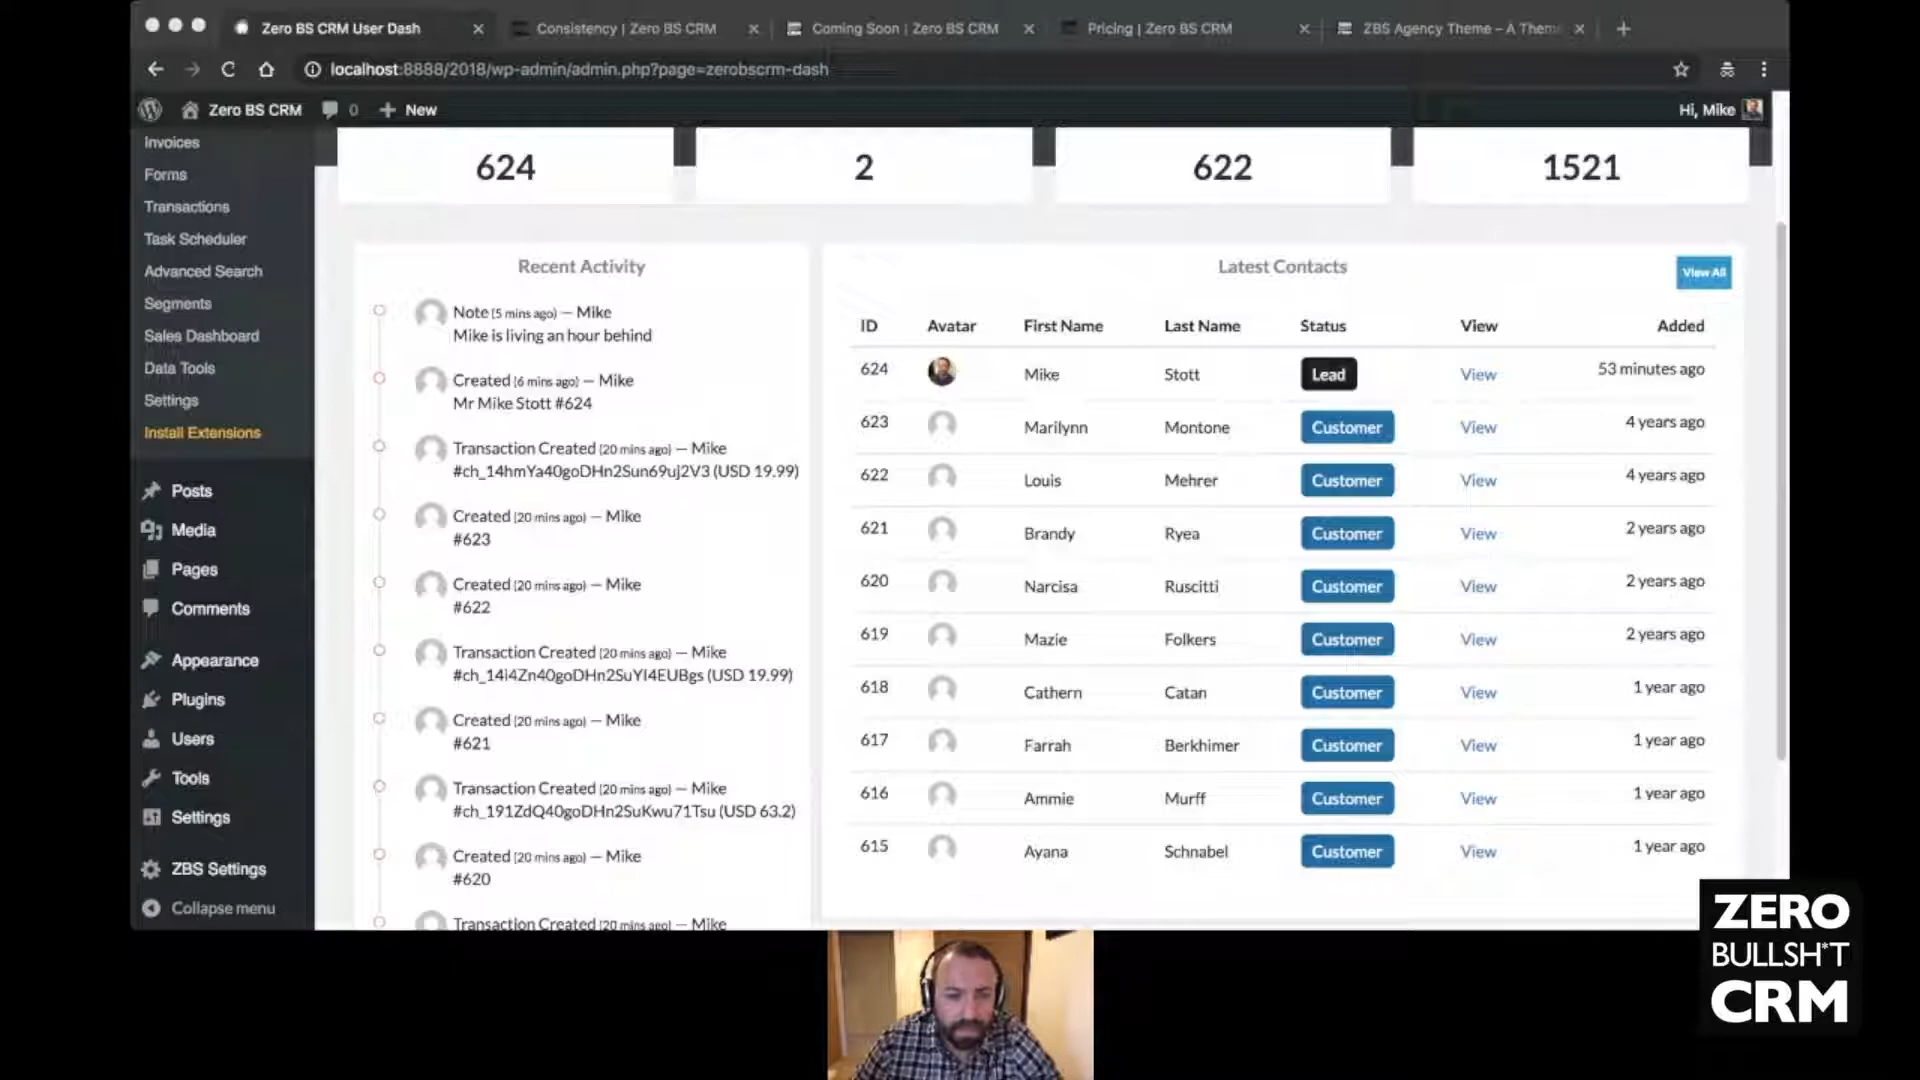 Zero BS CRM User Dash
Consistency | Zero BS CRM
Coming Soon | Zero BS CRM
Pricing | Zero BS CRM
ZBS Agency Theme – A Them
localhost:8888/2018/wp-admin/admin.php?page=zerobscrm-dash
Zero BS CRM 0 New
Hi, Mike
Invoices
Forms
Transactions
Task Scheduler
Advanced Search
Segments
Sales Dashboard
Data Tools
Settings
Install Extensions
Posts
Media
Pages
Comments
Appearance
Plugins
Users
Tools
Settings
ZBS Settings
Collapse menu
624 2 622 1521
Recent Activity
Note (5 mins ago) — Mike
Mike is living an hour behind
Created (6 mins ago) — Mike
Mr Mike Stott #624
Transaction Created (20 mins ago) — Mike
#ch_14hmYa40goDHn2Sun69uj2V3 (USD 19.99)
Created (20 mins ago) — Mike
#623
Created (20 mins ago) — Mike
#622
Transaction Created (20 mins ago) — Mike
#ch_14i4Zn40goDHn2SuYI4EUBgs (USD 19.99)
Created (20 mins ago) — Mike
#621
Transaction Created (20 mins ago) — Mike
#ch_191ZdQ40goDHn2SuKwu71Tsu (USD 63.2)
Created (20 mins ago) — Mike
#620
Transaction Created (20 mins ago) — Mike
Latest Contacts
View All
ID Avatar First Name Last Name Status View Added
624 Mike Stott Lead View 53 minutes ago
623 Marilynn Montone Customer View 4 years ago
622 Louis Mehrer Customer View 4 years ago
621 Brandy Ryea Customer View 2 years ago
620 Narcisa Ruscitti Customer View 2 years ago
619 Mazie Folkers Customer View 2 years ago
618 Cathern Catan Customer View 1 year ago
617 Farrah Berkhimer Customer View 1 year ago
616 Ammie Murff Customer View 1 year ago
615 Ayana Schnabel Customer View 1 year ago
ZERO
BULLSH*T
CRM